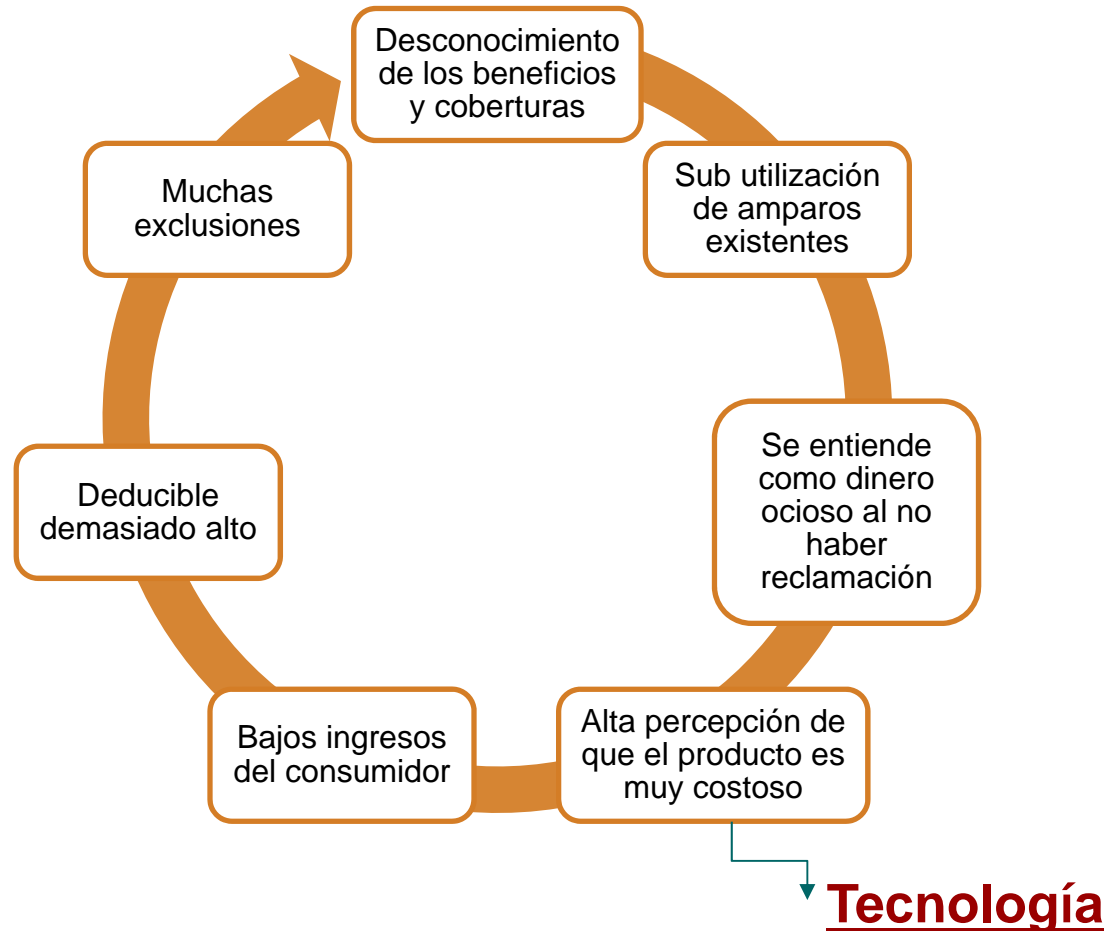 Desconocimiento
de los beneficios
y coberturas
Sub utilización
de amparos
existentes
Se entiende
como dinero
ocioso al no
haber
reclamación
Alta percepción de
que el producto es
muy costoso
Bajos ingresos
del consumidor
Deducible
demasiado alto
Muchas
exclusiones
Tecnología